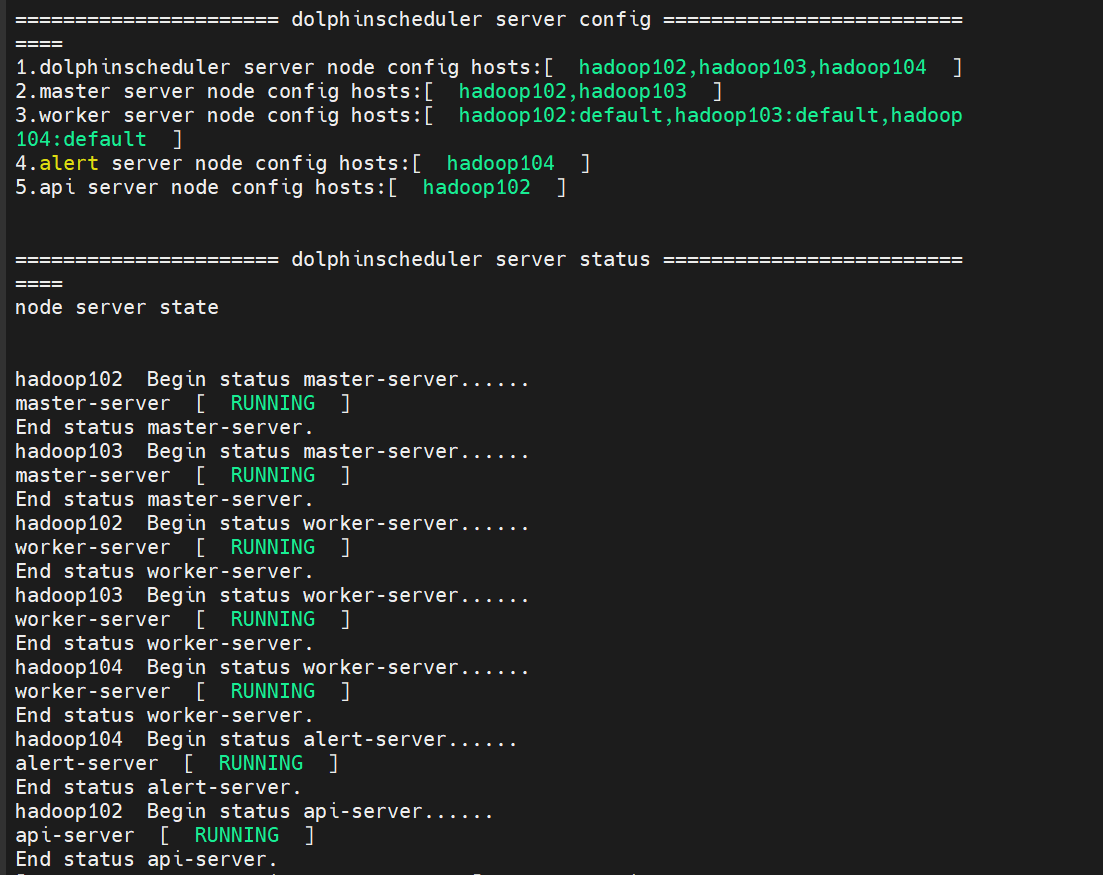 ====================== dolphinscheduler server config =========================
====
1.dolphinscheduler server node config hosts:[  hadoop102,hadoop103,hadoop104  ]
2.master server node config hosts:[  hadoop102,hadoop103  ]
3.worker server node config hosts:[  hadoop102:default,hadoop103:default,hadoop
104:default  ]
4.alert server node config hosts:[  hadoop104  ]
5.api server node config hosts:[  hadoop102  ]
====================== dolphinscheduler server status =========================
====
node server state
hadoop102  Begin status master-server......
master-server  [  RUNNING  ]
End status master-server.
hadoop103  Begin status master-server......
master-server  [  RUNNING  ]
End status master-server.
hadoop102  Begin status worker-server......
worker-server  [  RUNNING  ]
End status worker-server.
hadoop103  Begin status worker-server......
worker-server  [  RUNNING  ]
End status worker-server.
hadoop104  Begin status worker-server......
worker-server  [  RUNNING  ]
End status worker-server.
hadoop104  Begin status alert-server......
alert-server  [  RUNNING  ]
End status alert-server.
hadoop102  Begin status api-server......
api-server  [  RUNNING  ]
End status api-server.